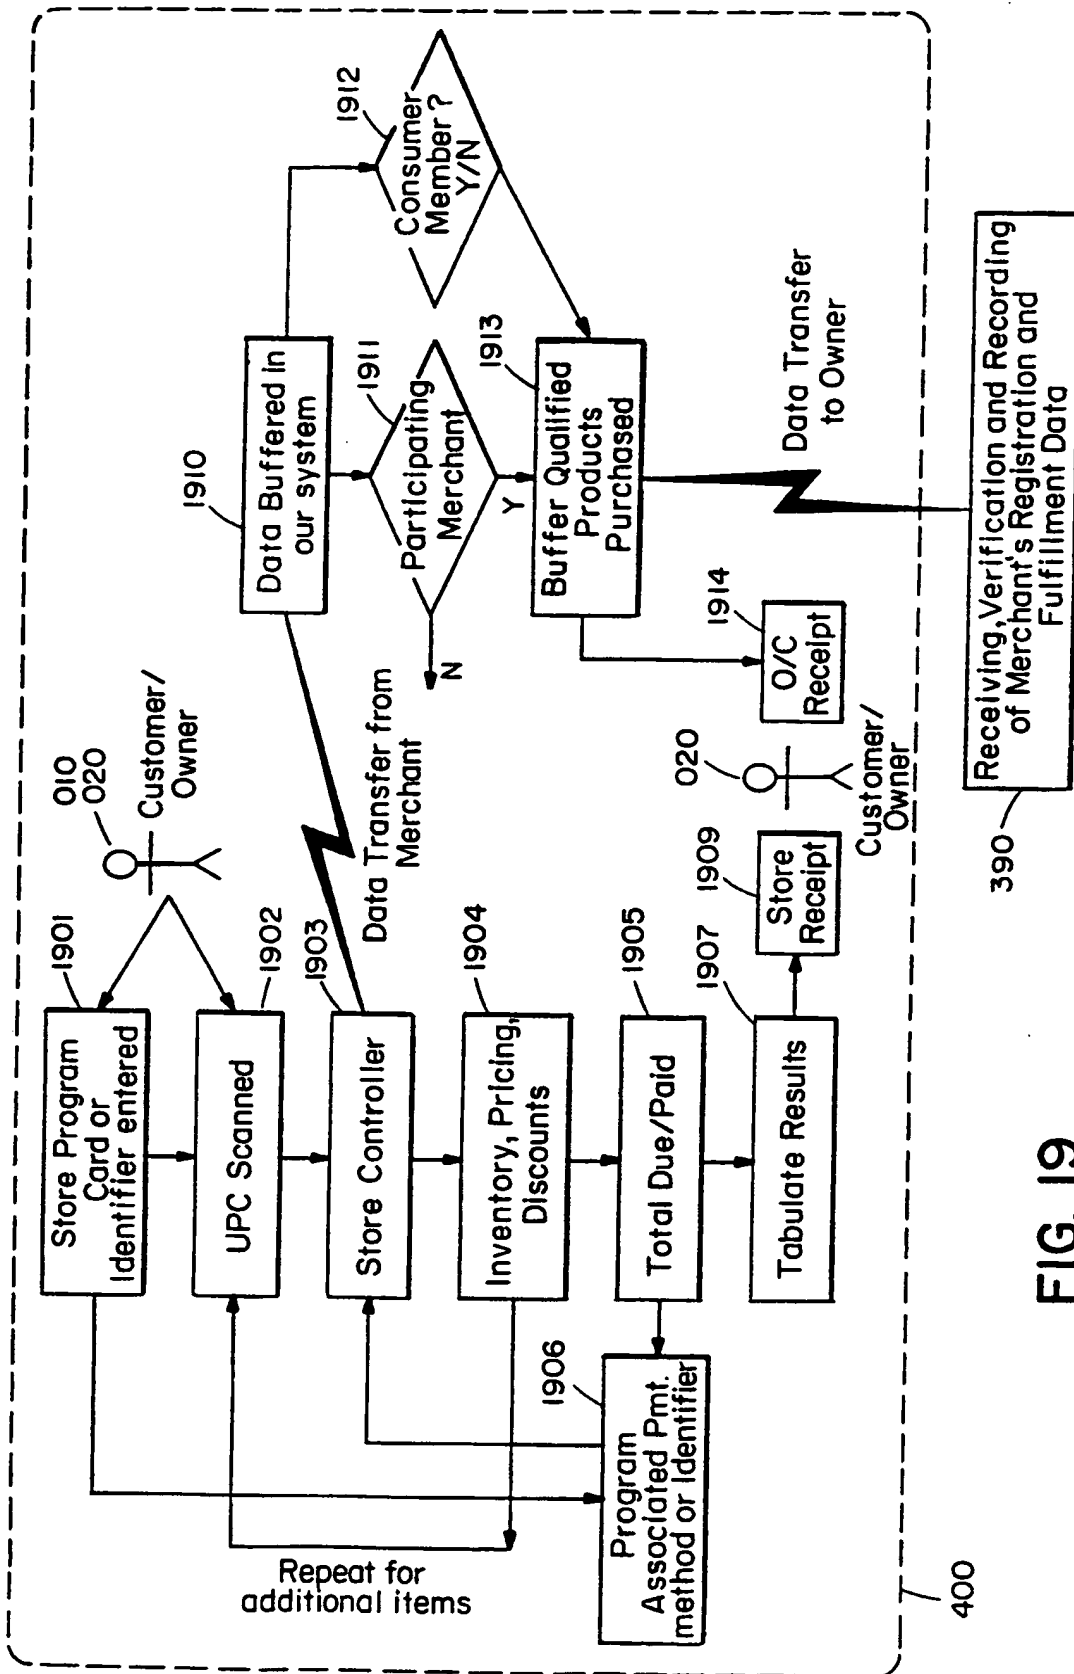 010
020
Customer/
Owner
1901
Store Program
Card or
Identifier entered
1902
UPC Scanned
1903
Store Controller
1904
Inventory, Pricing,
Discounts
Repeat for
additional items
1905
Total Due/Paid
1906
Program
Associated Pmt.
method or Identifier
1907
Tabulate Results
1909
Store
Receipt
020
Customer/
Owner
Data Transfer from
Merchant
1910
Data Buffered in
our system
1911
Participating
Merchant
N
Y
1912
Consumer
Member?
Y/N
1913
Buffer Qualified
Products
Purchased
1914
O/C
Receipt
Data Transfer
to Owner
390
Receiving, Verification and Recording
of Merchant's Registration and
Fulfillment Data
400
FIG. 19